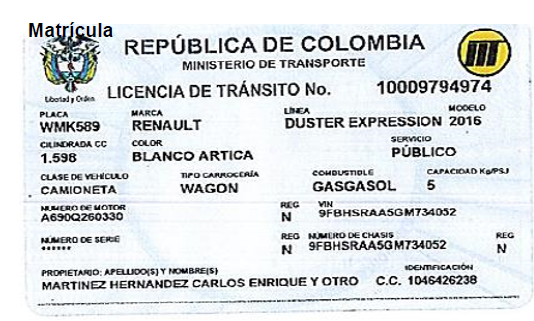 Matrícula
REPÚBLICA DE COLOMBIA
MINISTERIO DE TRANSPORTE
Libertad y Orden
LICENCIA DE TRÁNSITO No. 10009794974
PLACA MARCA LÍNEA MODELO
WMK589 RENAULT DUSTER EXPRESSION 2016
CILINDRADA CC COLOR SERVICIO
1.598 BLANCO ARTICA PÚBLICO
CLASE DE VEHÍCULO TIPO CARROCERÍA COMBUSTIBLE CAPACIDAD Kg/PSJ
CAMIONETA WAGON GASGASOL 5
NUMERO DE MOTOR REG VIN
A690Q260330 N 9FBHSRAA5GM734052
NÚMERO DE SERIE REG NÚMERO DE CHASIS REG
****** N 9FBHSRAA5GM734052 N
PROPIETARIO: APELLIDO(S) Y NOMBRE(S) IDENTIFICACIÓN
MARTINEZ HERNANDEZ CARLOS ENRIQUE Y OTRO C.C. 1046426238